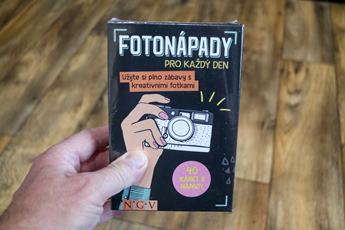 FOTONÁPADY
PRO KAŽDÝ DEN
Užijte si plno zábavy s
kreativními fotkami
40
KARET S
NÁPADY
N*G*V